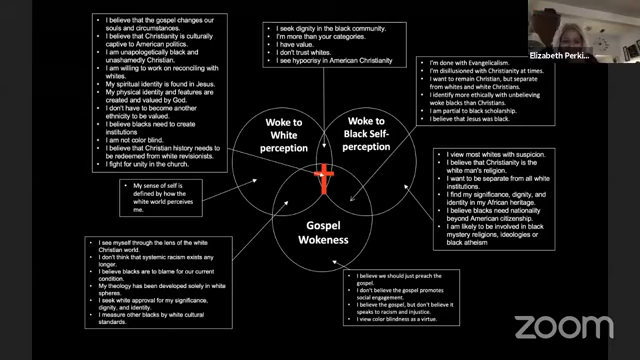 I believe that the gospel changes our
souls and circumstances.
I believe that Christianity is culturally
captive to American politics.
I am unapologetically black and
unashamedly Christian.
I am willing to work on reconciling with
whites.
My spiritual identity is found in Jesus.
My physical identity and features are
created and valued by God.
I don't have to become another
ethnicity to be valued.
I believe blacks need to create
institutions
I am not color blind.
I believe that Christian history needs to
be redeemed from white revisionists.
I fight for unity in the church.
I seek dignity in the black community.
I'm more than your categories.
I have value.
I don't trust whites.
I see hypocrisy in American Christianity
Elizabeth Perki...
I'm done with Evangelicalism.
I'm disillusioned with Christianity at times.
I want to remain Christian, but separate
from whites and white Christians.
I identify more ethically with unbelieving
woke blacks than Christians.
I am partial to black scholarship.
I believe that Jesus was black.
Woke to
White
perception
Woke to
Black Self-
perception
Gospel
Wokeness
My sense of self is
defined by how the
white world perceives
me.
I view most whites with suspicion.
I believe that Christianity is the
white man's religion.
I want to be separate from all white
institutions.
I find my significance, dignity, and
identity in my African heritage.
I believe blacks need nationality
beyond American citizenship.
I am likely to be involved in black
mystery religions, ideologies or
black atheism
I see myself through the lens of the white
Christian world.
I don't think that systemic racism exists any
longer.
I believe blacks are to blame for our current
condition.
My theology has been developed solely in white
spheres.
I seek white approval for my significance,
dignity, and identity.
I measure other blacks by white cultural
standards.
I believe we should just preach the
gospel.
I don't believe the gospel promotes
social engagement.
I believe the gospel, but don't believe it
speaks to racism and injustice.
I view color blindness as a virtue.
zoom